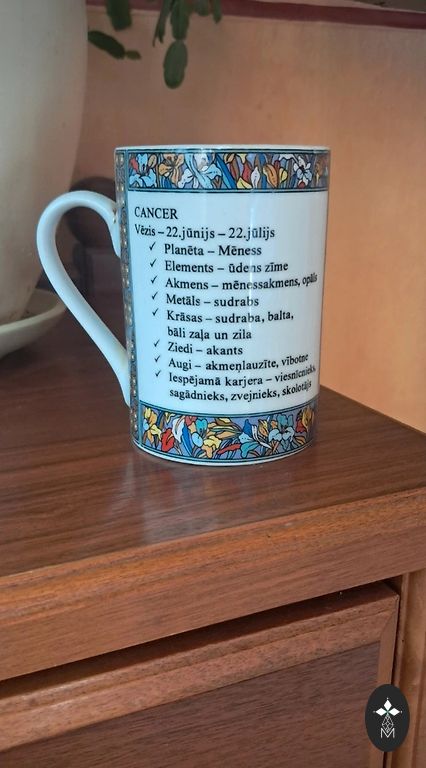 CANCER
Vēzis – 22.jūnijs – 22.jūlijs
✓ Planēta – Mēness
✓ Elements – ūdens zīme
✓ Akmens – mēnessakmens, opāls
✓ Metāls – sudrabs
✓ Krāsas – sudraba, balta,
bāli zaļa un zila
✓ Ziedi – akants
✓ Augi – akmeņlauzīte, vībotne
✓ Iespējamā karjera – viesnīcnieks,
sagādnieks, zvejnieks, skolotājs
M